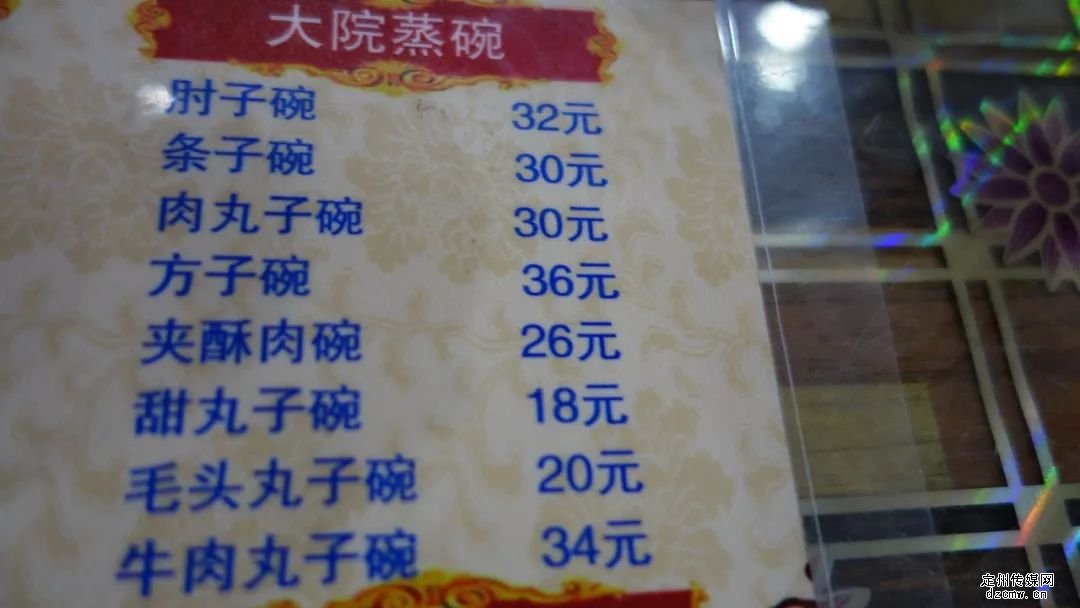 大院蒸碗
肘子碗 32元
条子碗 30元
肉丸子碗 30元
方子碗 36元
夹酥肉碗 26元
甜丸子碗 18元
毛头丸子碗 20元
牛肉丸子碗 34元
定州传媒网
dzcmw.cn